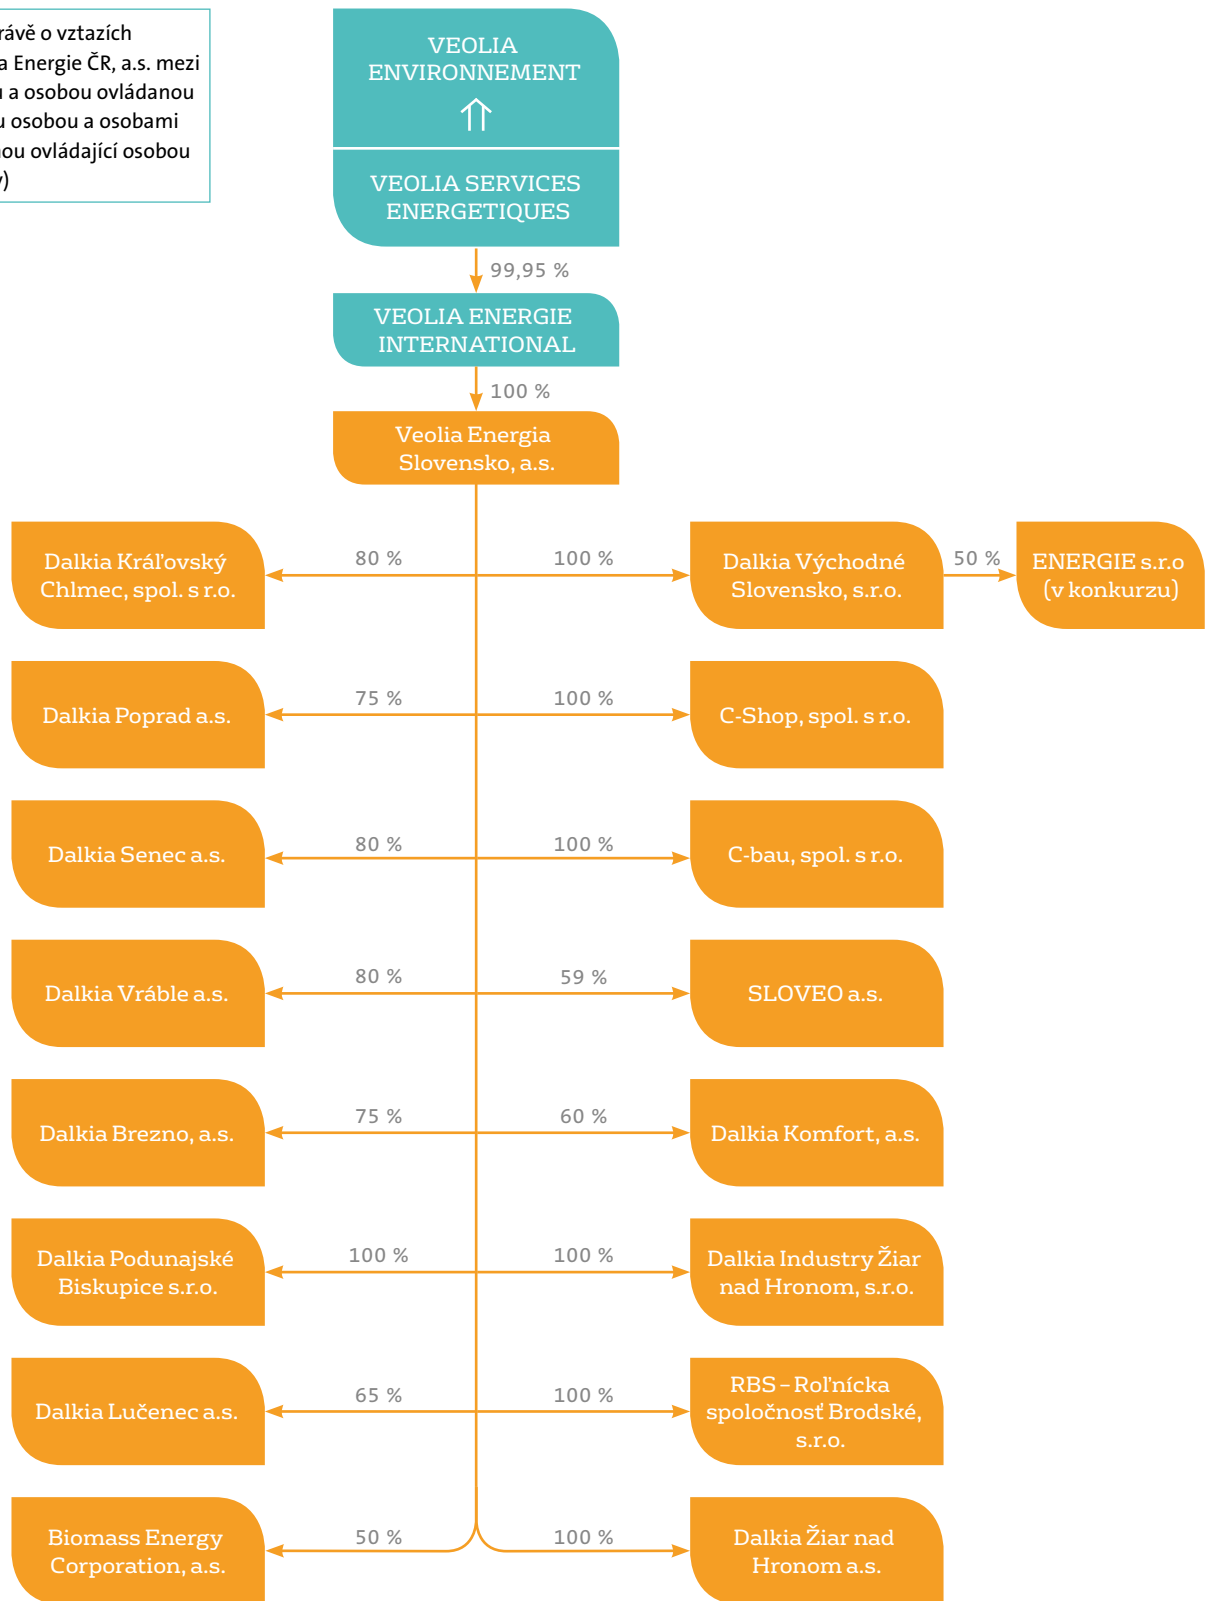 o vztazích
Energie ČR, a.s. mezi
a osobou ovládanou
osobou a osobami
ovládající osobou
VEOLIA
ENVIRONNEMENT
VEOLIA SERVICES
ENERGETIQUES
99,95 %
VEOLIA ENERGIE
INTERNATIONAL
100 %
Veolia Energia
Slovensko, a.s.
Dalkia Kráľovský
Chlmec, spol. s r.o.
80 %
100 %
Dalkia Východné
Slovensko, s.r.o.
50 %
ENERGIE s.r.o
(v konkurzu)
Dalkia Poprad a.s.
75 %
100 %
C-Shop, spol. s r.o.
Dalkia Senec a.s.
80 %
100 %
C-bau, spol. s r.o.
Dalkia Vráble a.s.
80 %
59 %
SLOVEO a.s.
Dalkia Brezno, a.s.
75 %
60 %
Dalkia Komfort, a.s.
Dalkia Podunajské
Biskupice s.r.o.
100 %
100 %
Dalkia Industry Žiar
nad Hronom, s.r.o.
Dalkia Lučenec a.s.
65 %
100 %
RBS – Roľnícka
spoločnosť Brodské,
s.r.o.
Biomass Energy
Corporation, a.s.
50 %
100 %
Dalkia Žiar nad
Hronom a.s.